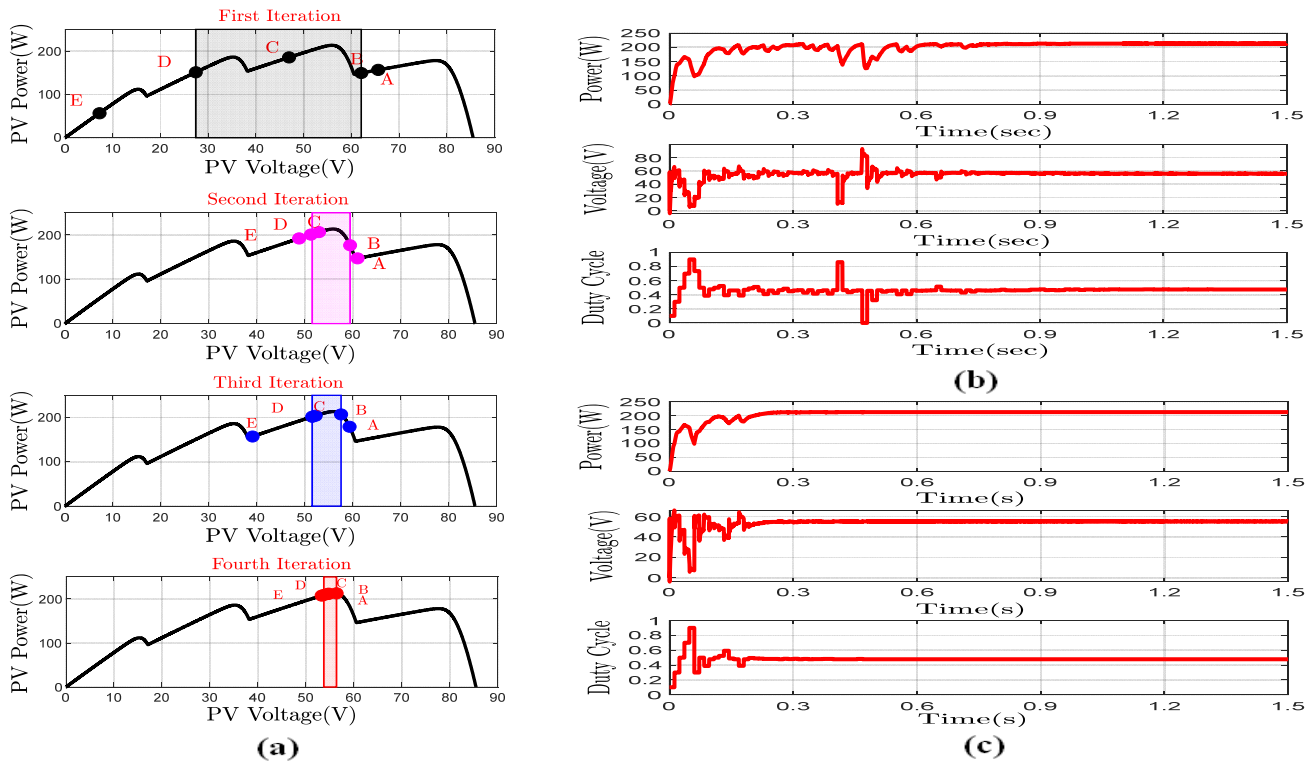 First Iteration
PV Power(W)
200
100
0
E
D
C
B
A
0 10 20 30 40 50 60 70 80 90
PV Voltage(V)
Second Iteration
PV Power(W)
200
100
0
E
D
C
B
A
0 10 20 30 40 50 60 70 80 90
PV Voltage(V)
Third Iteration
PV Power(W)
200
100
0
E
D
C
B
A
0 10 20 30 40 50 60 70 80 90
PV Voltage(V)
Fourth Iteration
PV Power(W)
200
100
0
E
D
C
B
A
0 10 20 30 40 50 60 70 80 90
PV Voltage(V)
(a)
Power(W)
250
200
150
100
50
0
0 0.3 0.6 0.9 1.2 1.5
Time(sec)
Voltage(V)
80
60
40
20
0
0 0.3 0.6 0.9 1.2 1.5
Time(sec)
Duty Cycle
1
0.8
0.6
0.4
0.2
0
0 0.3 0.6 0.9 1.2 1.5
Time(sec)
(b)
Power(W)
250
200
150
100
50
0
0 0.3 0.6 0.9 1.2 1.5
Time(s)
Voltage(V)
60
40
20
0
0 0.3 0.6 0.9 1.2 1.5
Time(s)
Duty Cycle
1
0.8
0.6
0.4
0.2
0
0 0.3 0.6 0.9 1.2 1.5
Time(s)
(c)